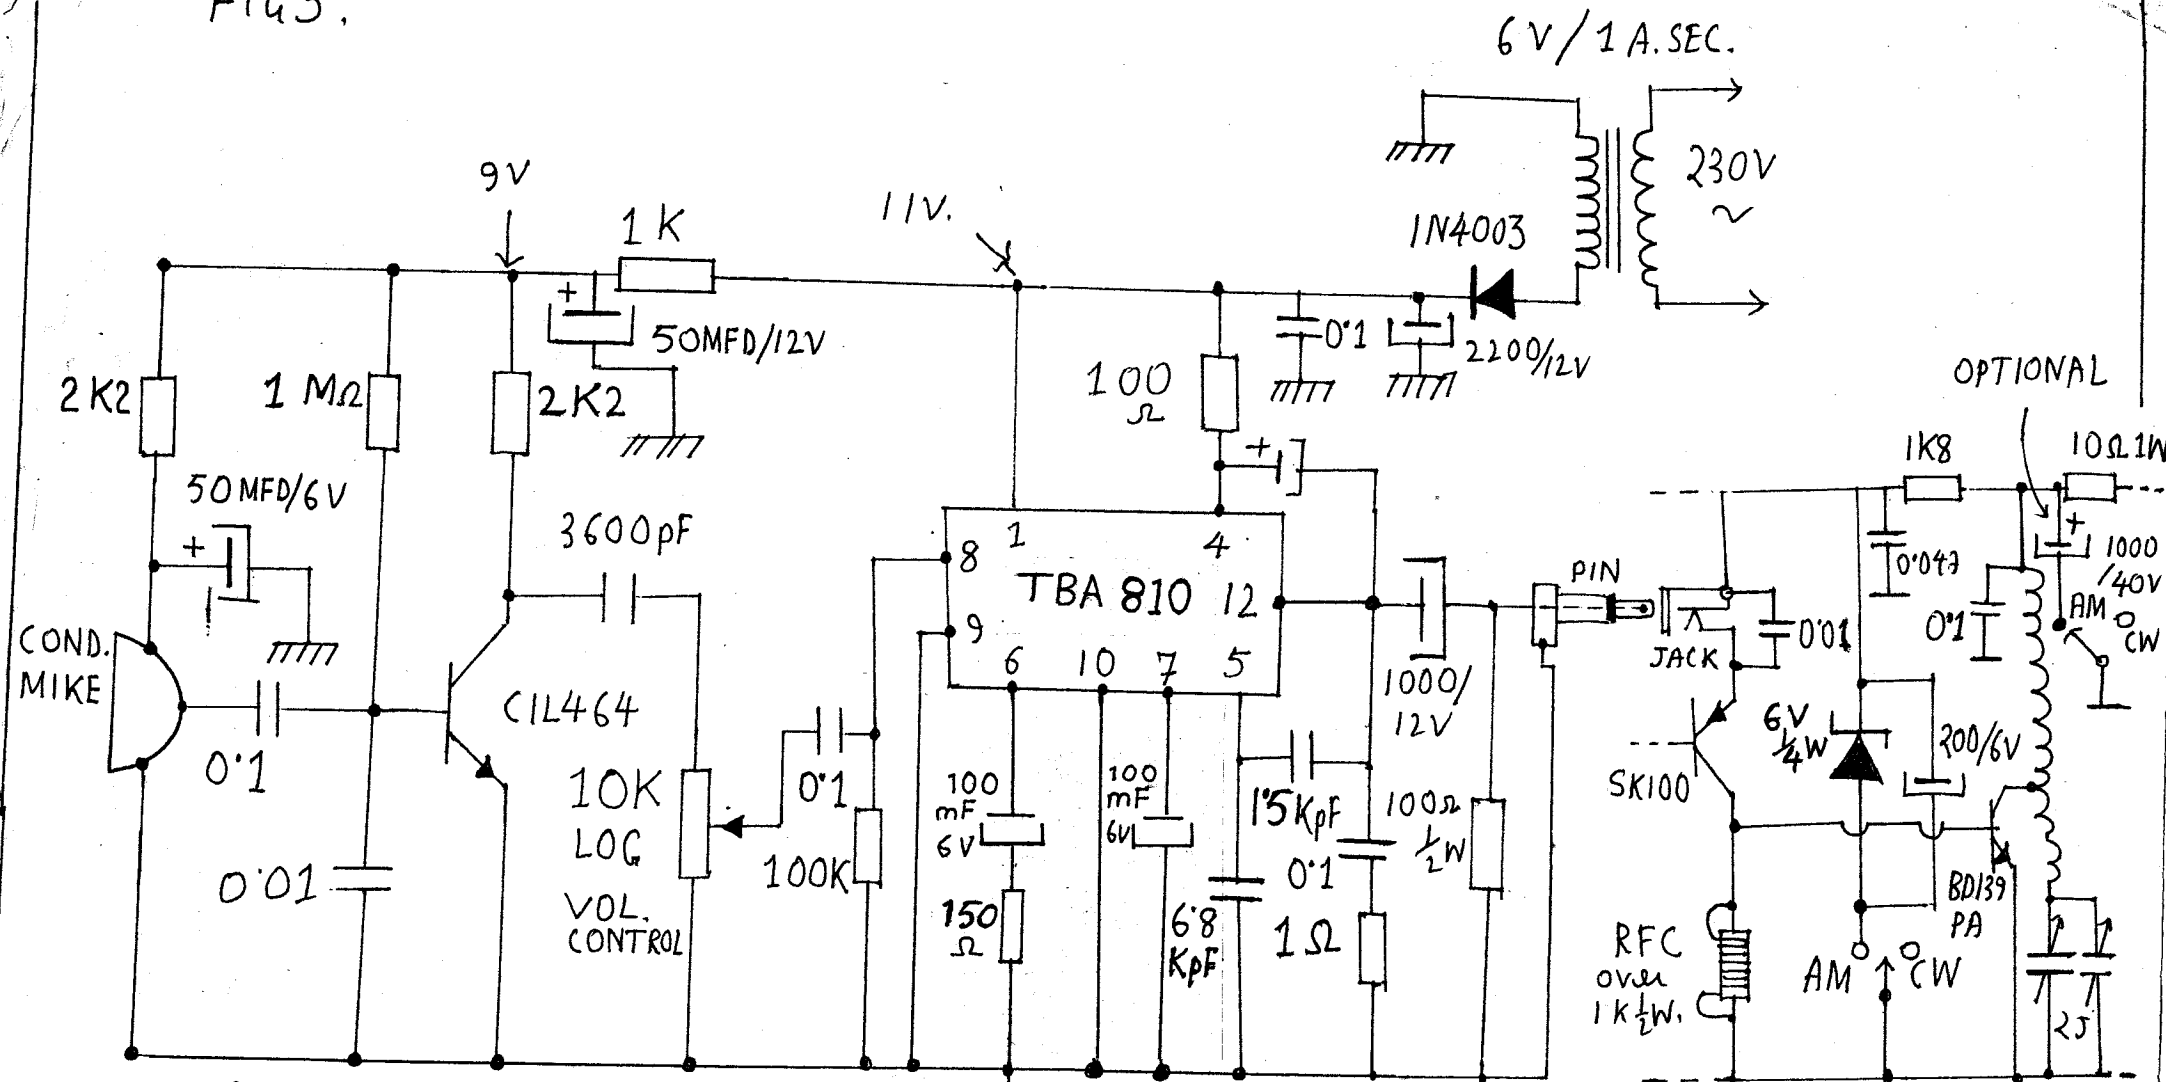 FIG3.
6V/1A.SEC.
230V
~
1N4003
9V
1K
11V.
50MFD/12V
0.1
2200/12V
100
Ω
2K2
1 MΩ
2K2
50MFD/6V
3600pF
OPTIONAL
1K8
10Ω1W
+
+
+
+
8
1
4
TBA 810
12
9
6
10
7
5
PIN
JACK
0.01
0.047
1000
/40V
0.1
AM
CW
COND.
MIKE
0.1
CIL464
1000/
12V
SK100
6V
1/4W
200/6V
10K
LOG
VOL.
CONTROL
0.1
100K
0.01
100
mF
6V
150
Ω
100
mF
6V
1.5KpF
6.8
KpF
0.1
1Ω
100Ω
1/2W
BD139
PA
RFC
over
1K 1/2W.
AM
CW
2J